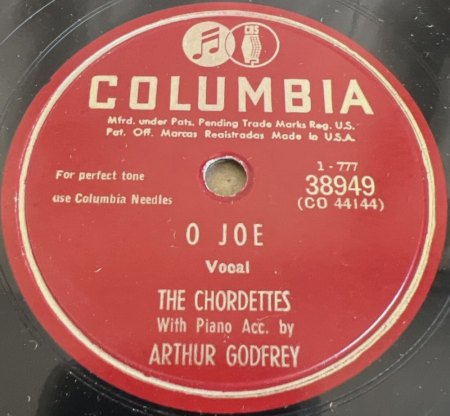 CBS
COLUMBIA
Mfrd. under Pats. Pending Trade Marks Reg. U.S.
Pat. Off. Marcas Registradas Made in U.S.A.
For perfect tone
use Columbia Needles
1-777
38949
(CO 44144)
O JOE
Vocal
THE CHORDETTES
With Piano Acc. by
ARTHUR GODFREY